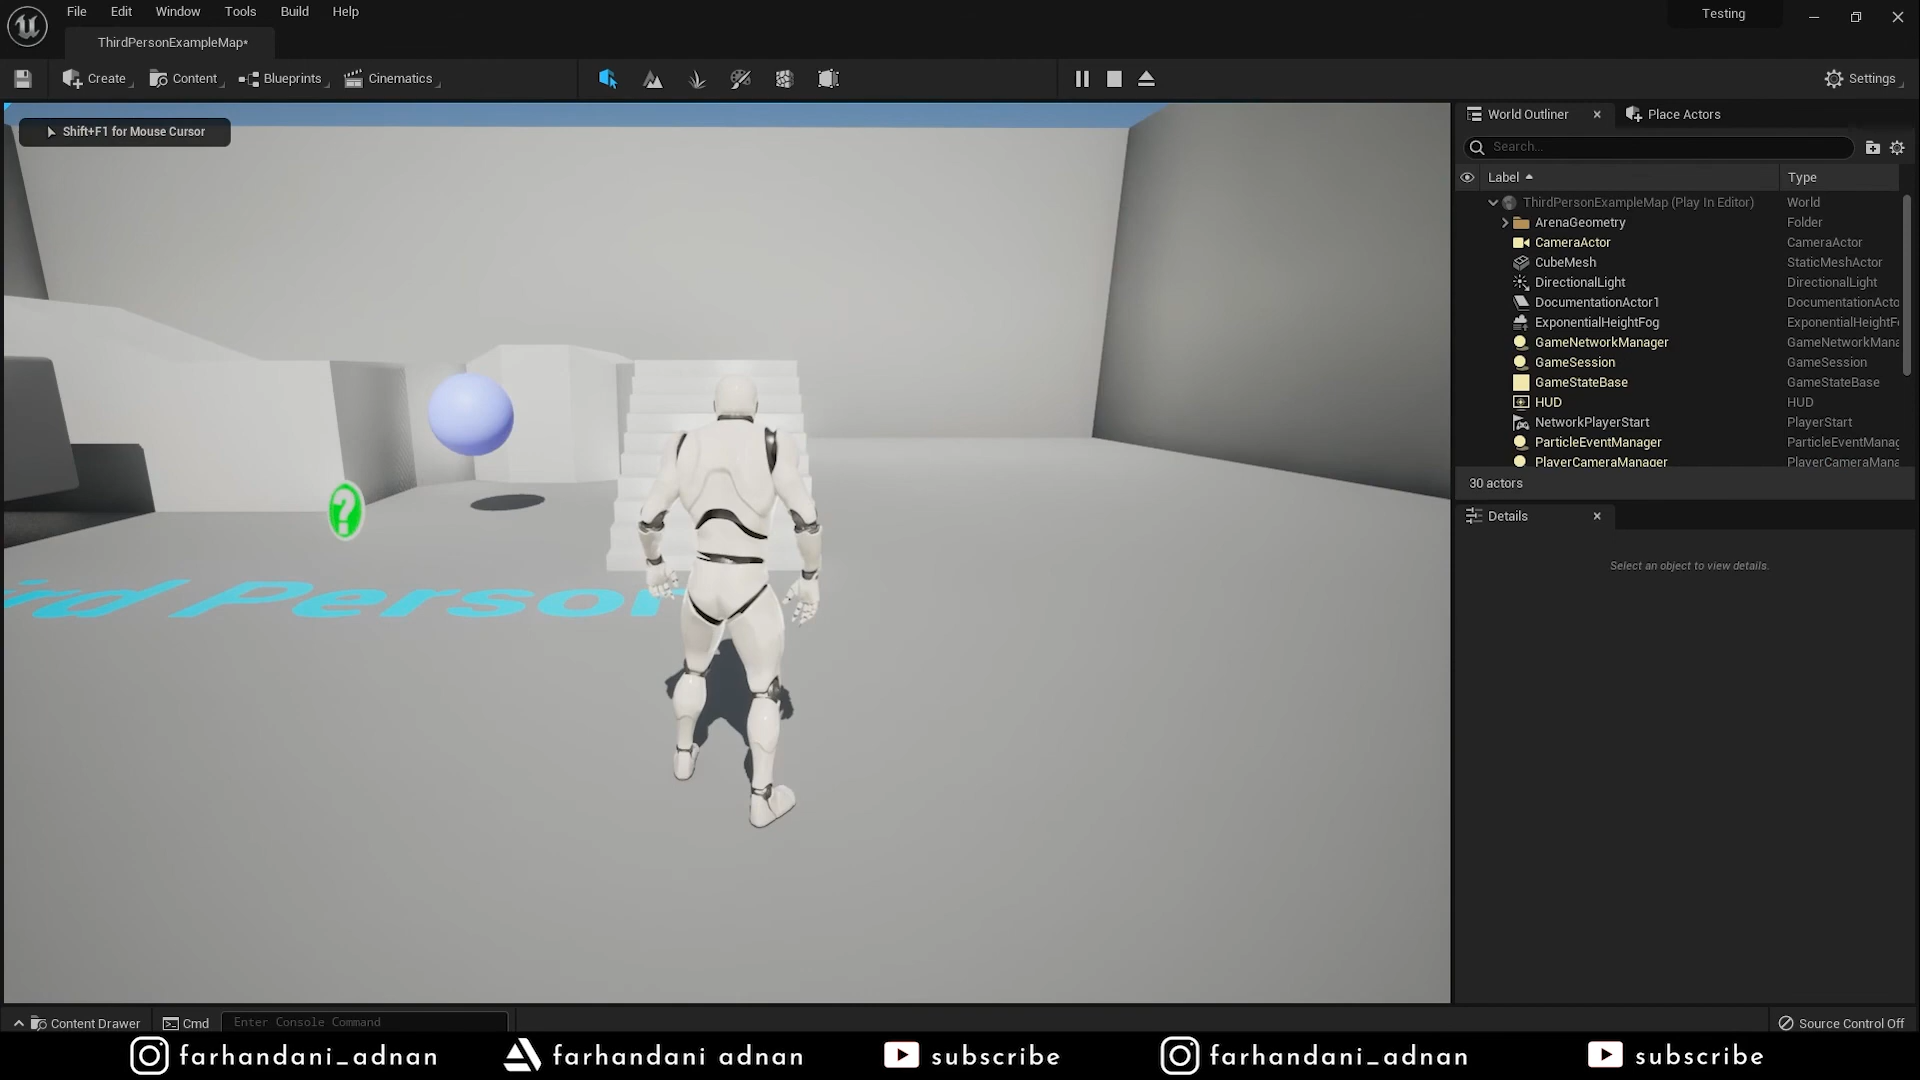 File Edit Window Tools Build Help
Testing
ThirdPersonExampleMap*
Create Content Blueprints Cinematics
Settings
Shift+F1 for Mouse Cursor
World Outliner Place Actors
Search...
Label Type
ThirdPersonExampleMap (Play In Editor) World
ArenaGeometry Folder
CameraActor CameraActor
CubeMesh StaticMeshActor
DirectionalLight DirectionalLight
DocumentationActor1 DocumentationActo
ExponentialHeightFog ExponentialHeightF
GameNetworkManager GameNetworkMana
GameSession GameSession
GameStateBase GameStateBase
HUD HUD
NetworkPlayerStart PlayerStart
ParticleEventManager ParticleEventManag
PlayerCameraManager PlayerCameraMana
30 actors
Details
Select an object to view details.
?
ird Person
Content Drawer Cmd Enter Console Command
Source Control Off
farhandani_adnan farhandani adnan subscribe farhandani_adnan subscribe